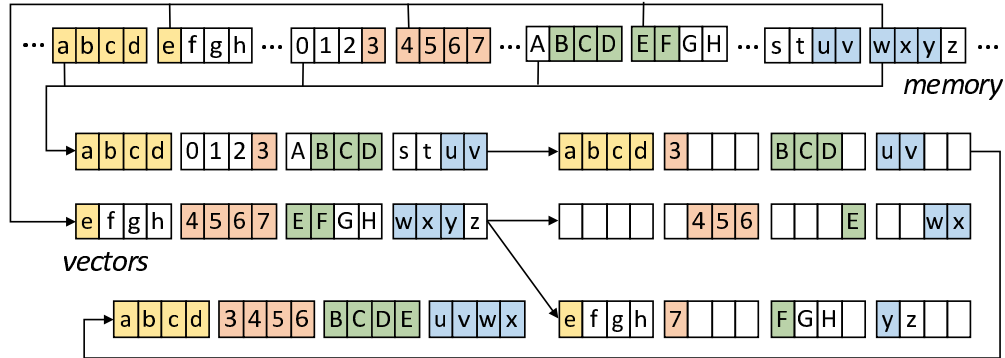 ... a b c d e f g h ... 0 1 2 3 4 5 6 7 ... A B C D E F G H ... s t u v w x y z ...
memory
a b c d 0 1 2 3 A B C D s t u v a b c d 3 B C D u v
e f g h 4 5 6 7 E F G H w x y z 4 5 6 E w x
vectors
a b c d 3 4 5 6 B C D E u v w x e f g h 7 F G H y z